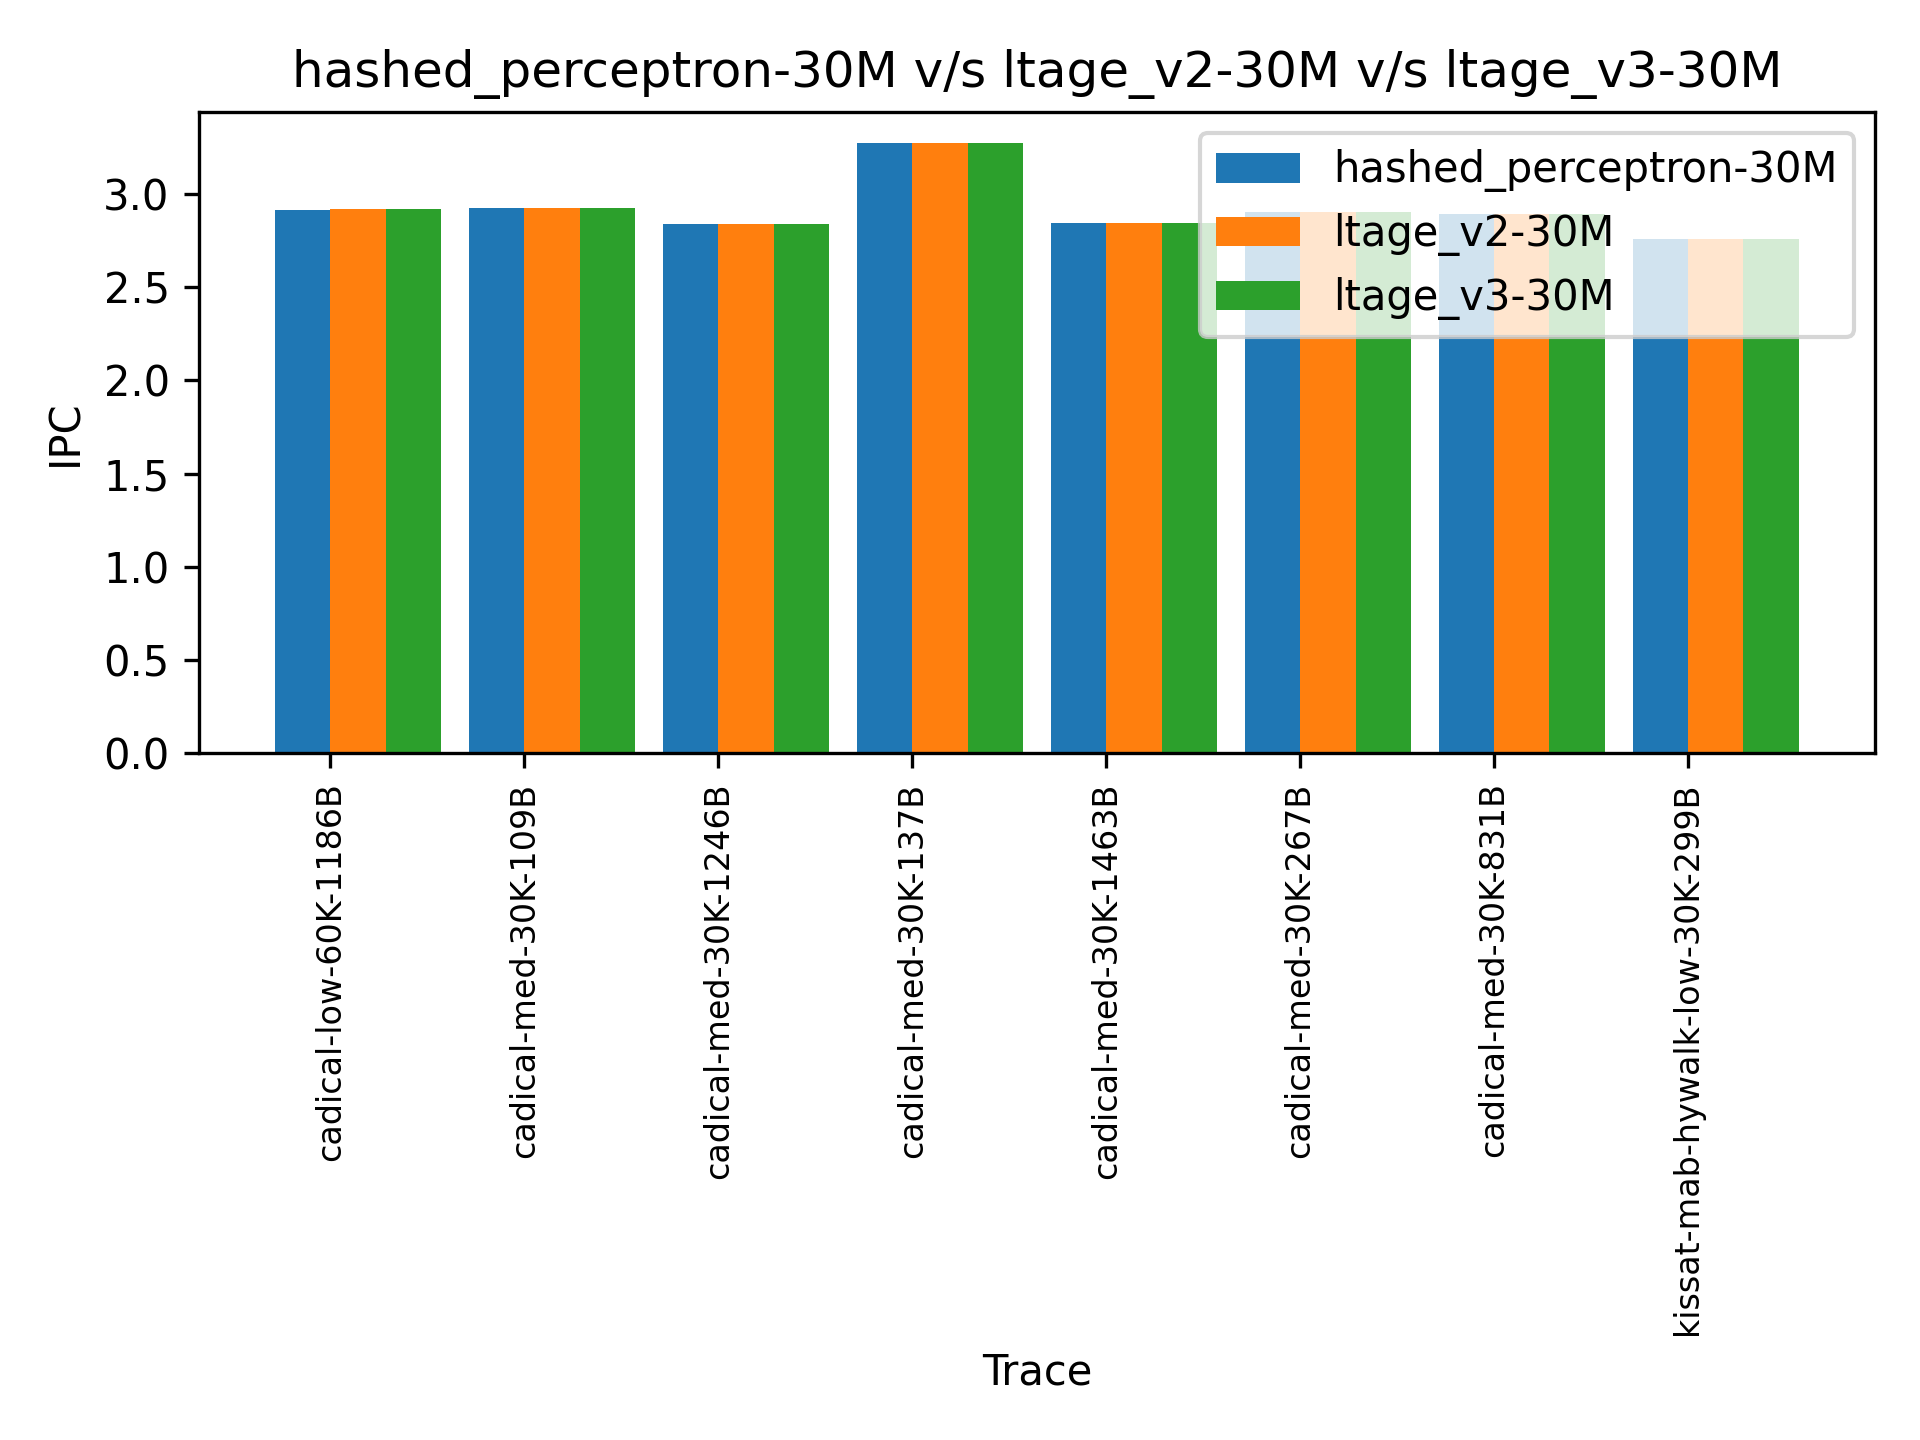 hashed_perceptron-30M v/s ltage_v2-30M v/s ltage_v3-30M
hashed_perceptron-30M
ltage_v2-30M
ltage_v3-30M
IPC
3.0
2.5
2.0
1.5
1.0
0.5
0.0
cadical-low-60K-1186B
cadical-med-30K-109B
cadical-med-30K-1246B
cadical-med-30K-137B
cadical-med-30K-1463B
cadical-med-30K-267B
cadical-med-30K-831B
kissat-mab-hywalk-low-30K-299B
Trace